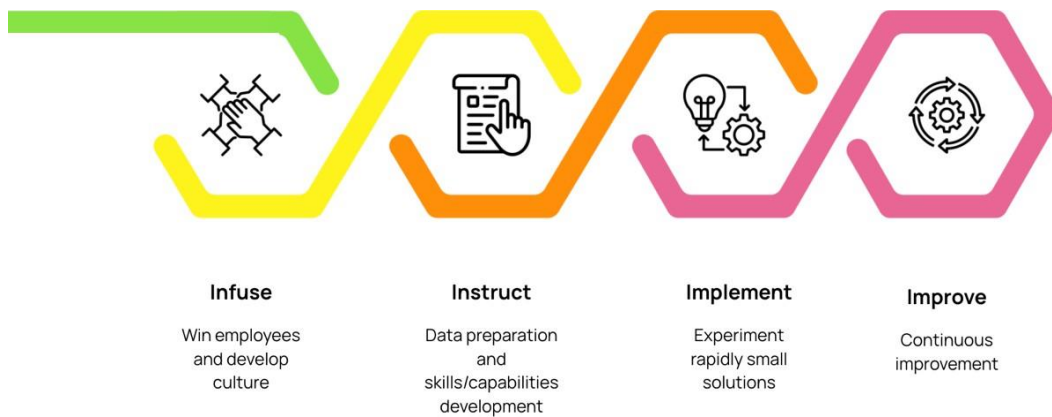 Infuse
Win employees
and develop
culture
Instruct
Data preparation
and
skills/capabilities
development
Implement
Experiment
rapidly small
solutions
Improve
Continuous
improvement